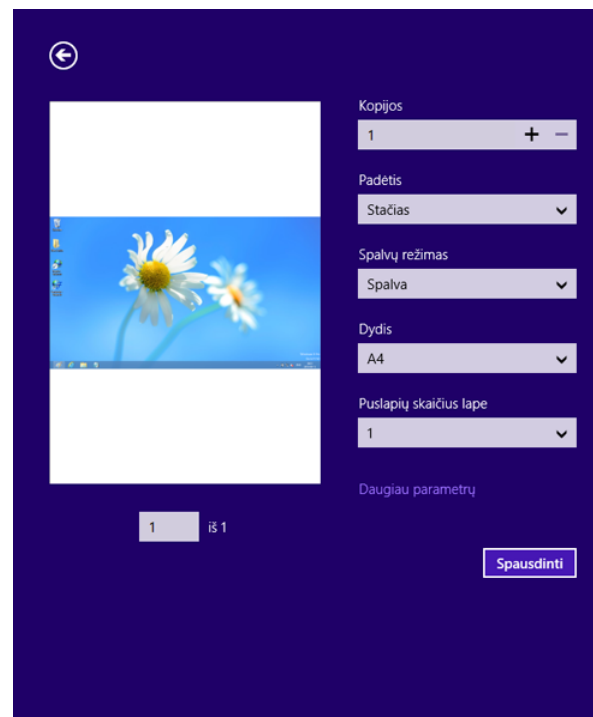 Kopijos
1
Padėtis
Stačias
Spalvų režimas
Spalva
Dydis
A4
Puslapių skaičius lape
1
Daugiau parametrų
1 iš 1
Spausdinti